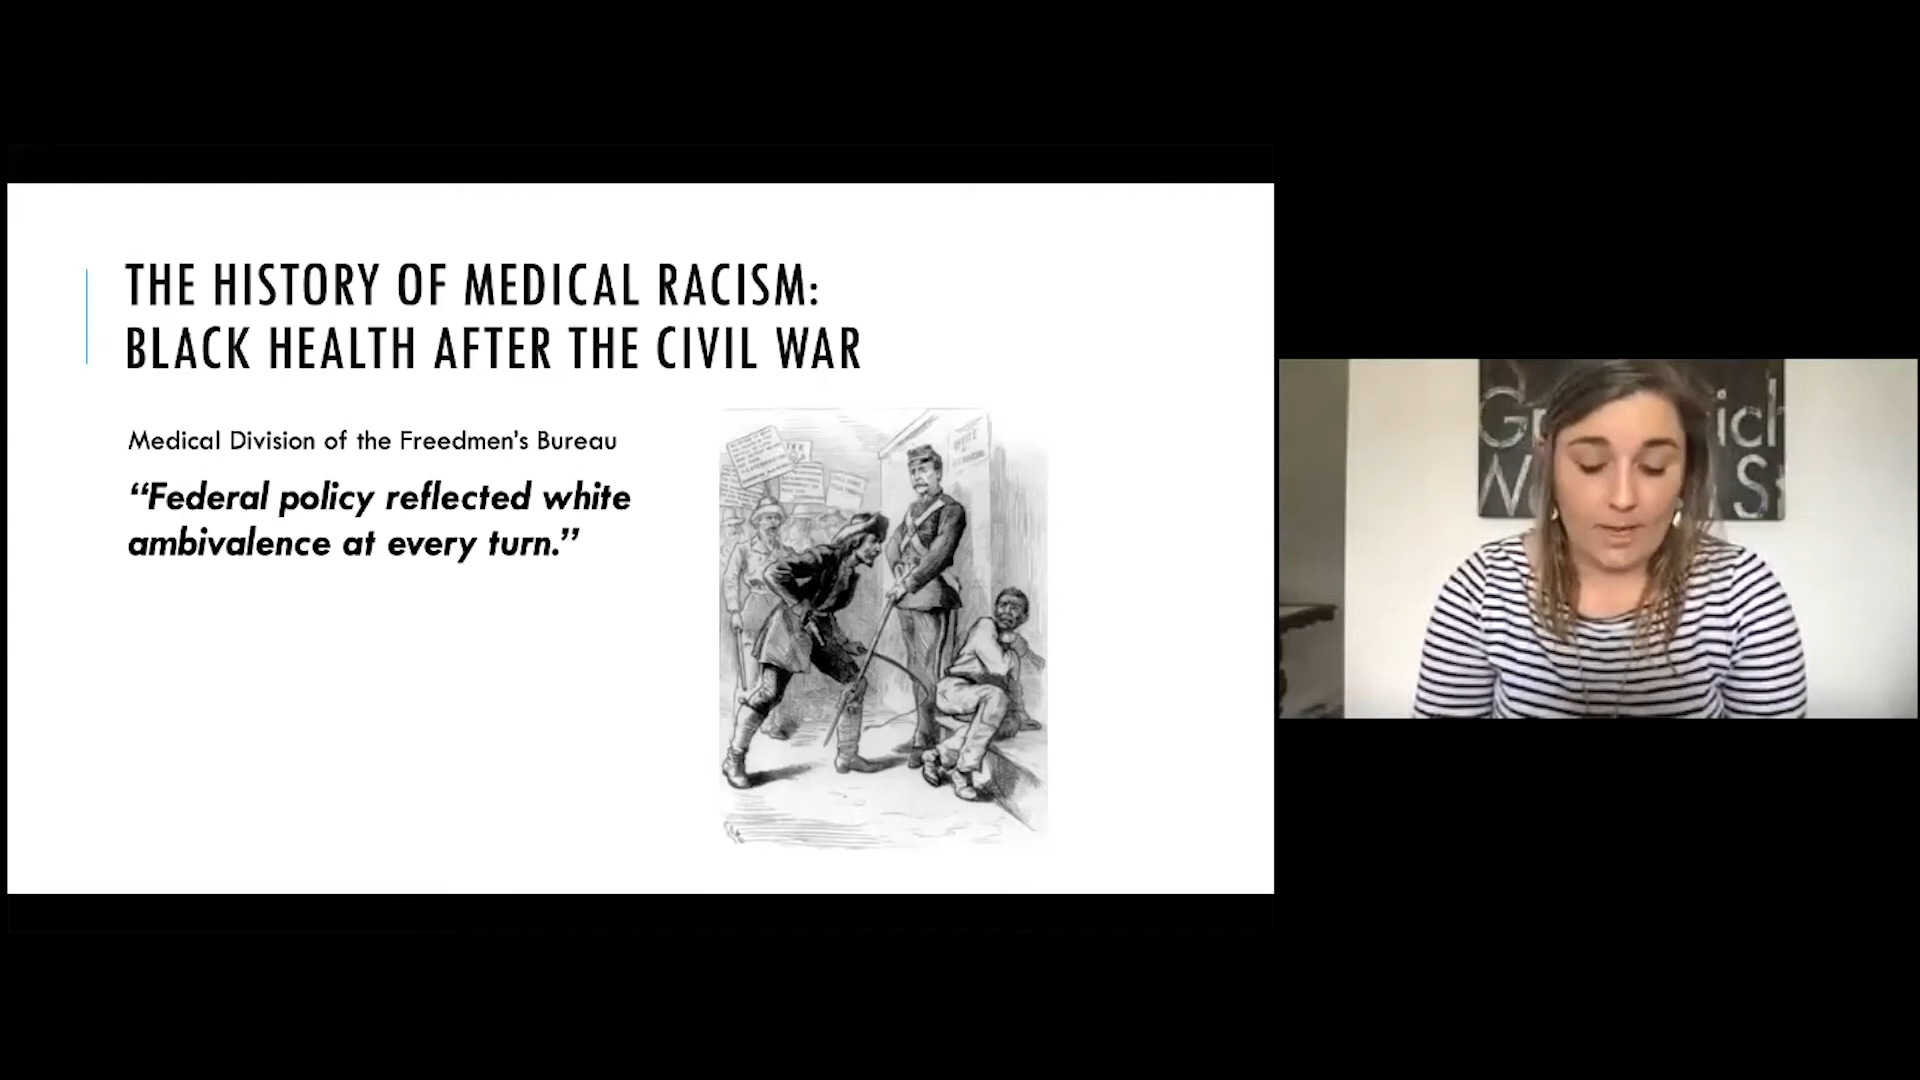 THE HISTORY OF MEDICAL RACISM:
BLACK HEALTH AFTER THE CIVIL WAR
Medical Division of the Freedmen’s Bureau
“Federal policy reflected white
ambivalence at every turn.”